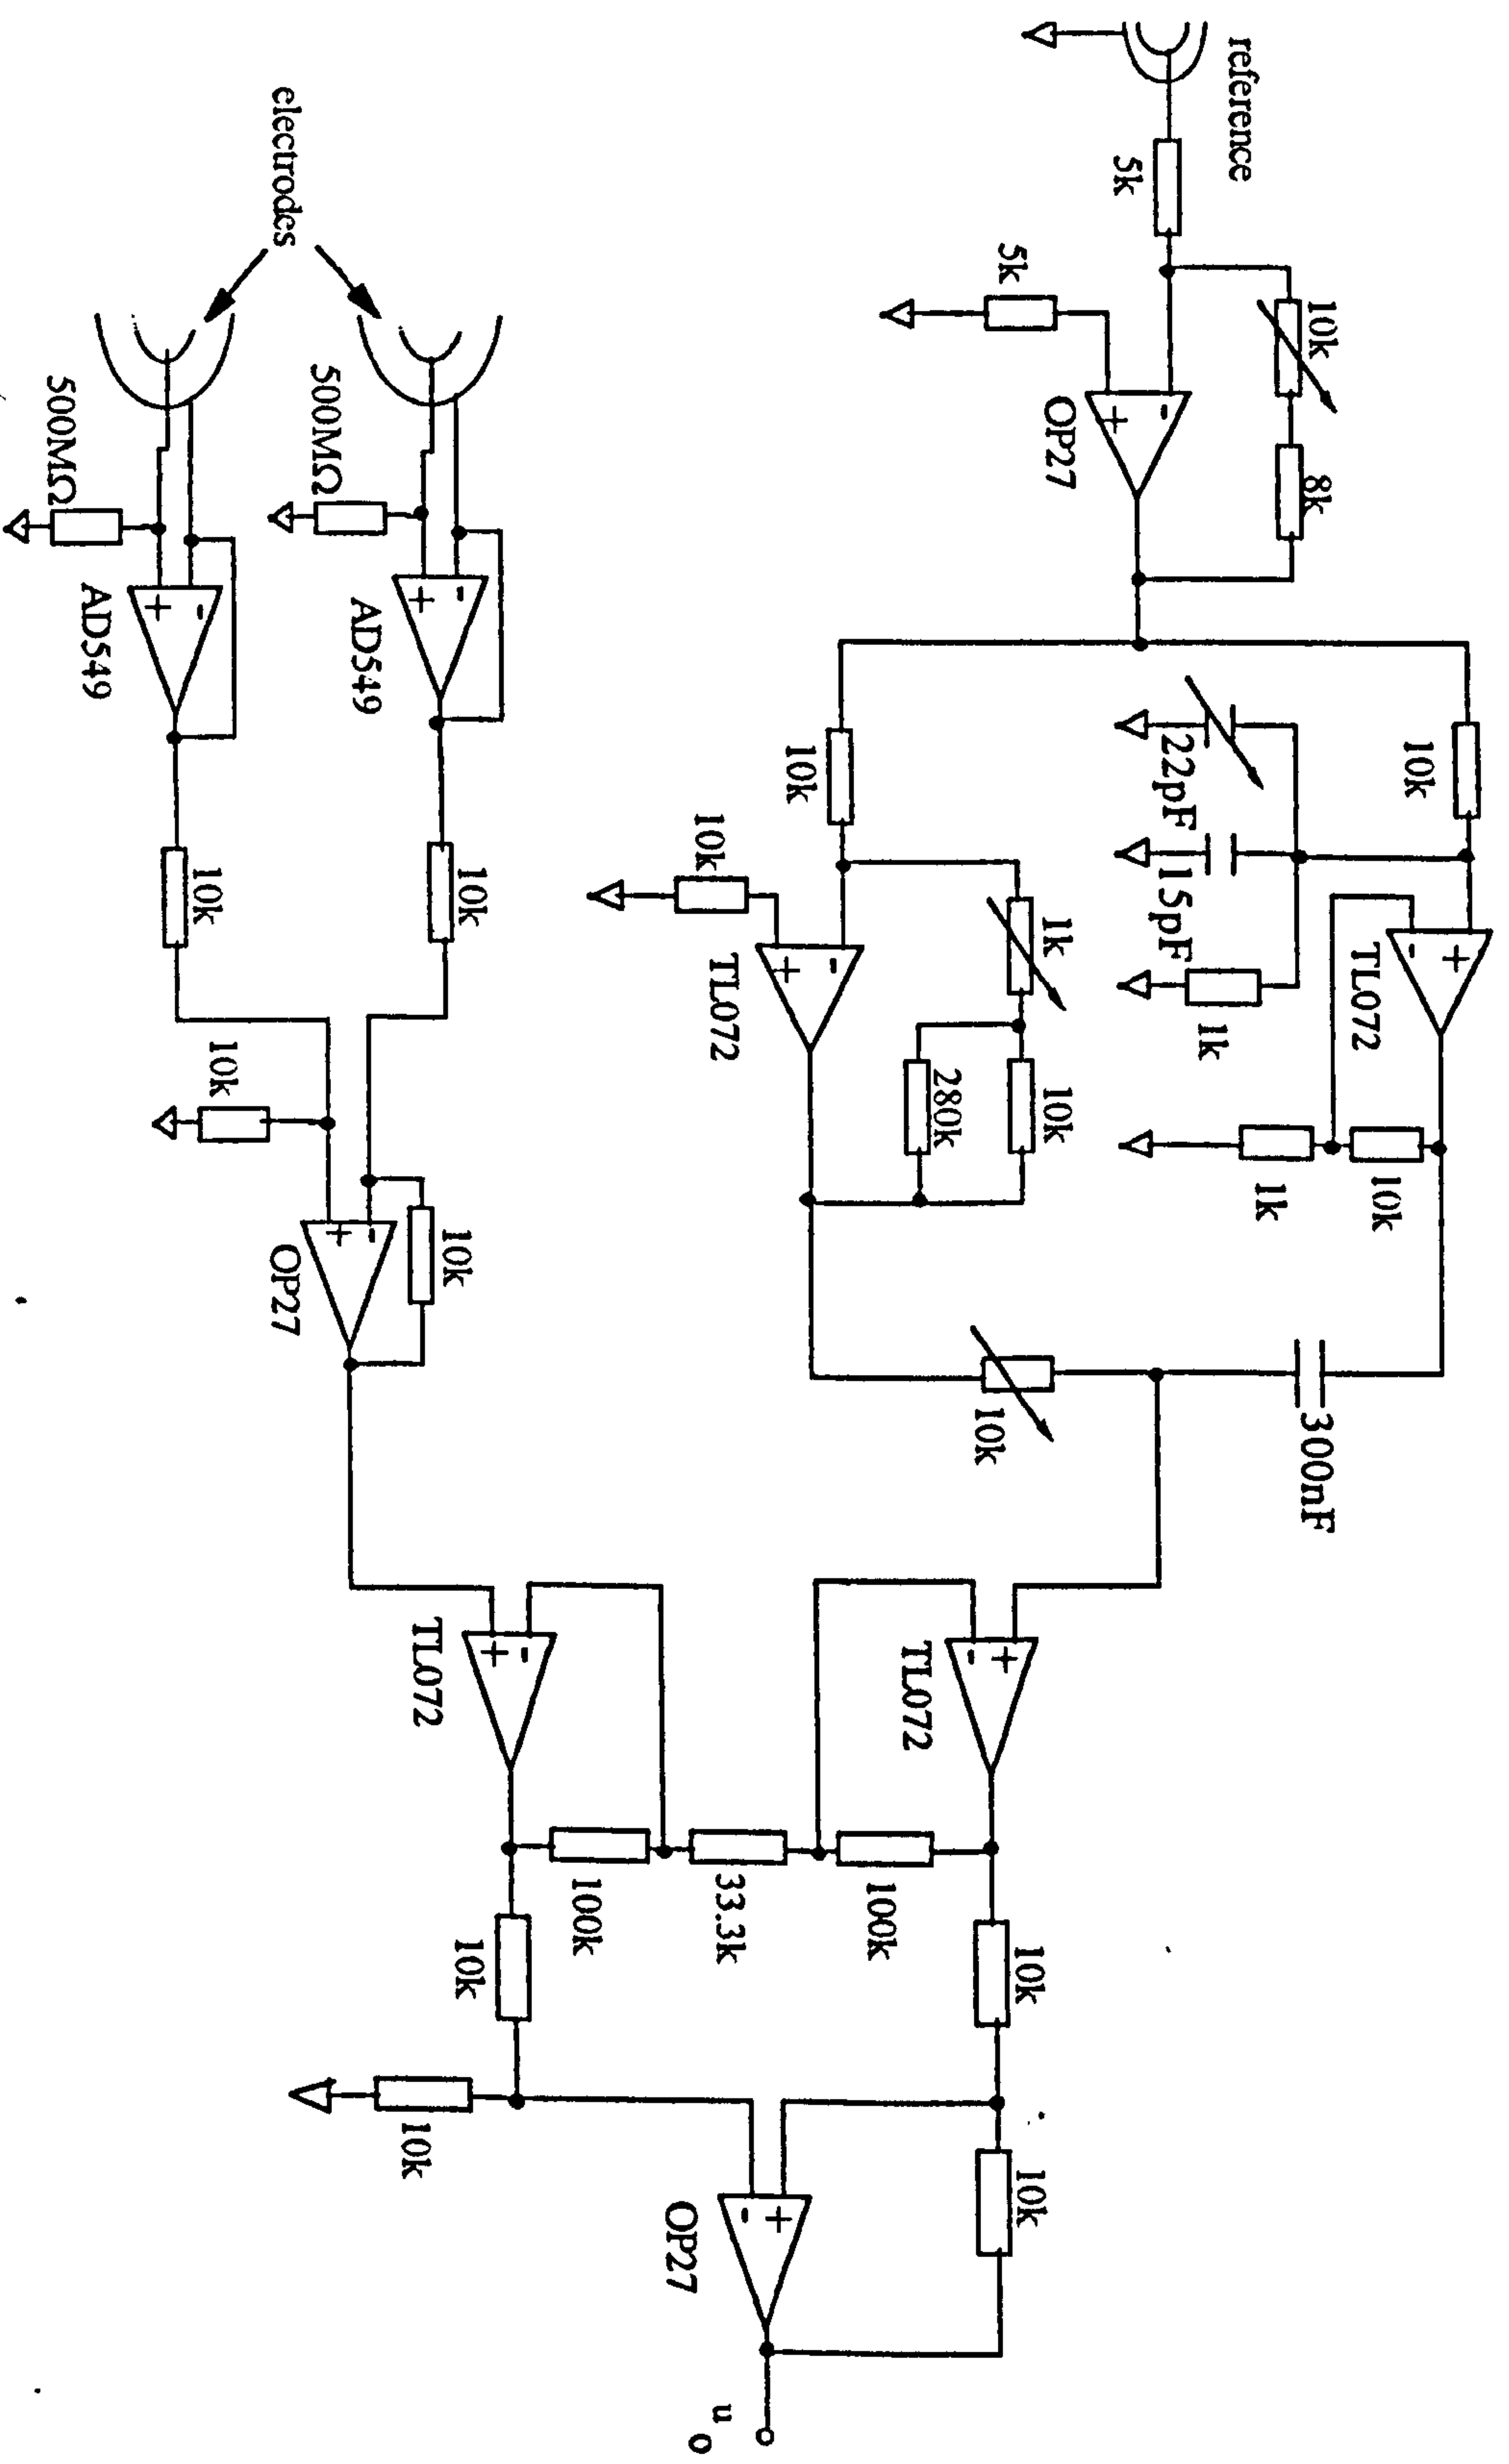 reference
5k
5k
10k
8k
OP27
10k
22pF
15pF
1k
TL072
1k
10k
10k
10k
1k
280k
10k
TL072
300nF
10k
electrodes
500MΩ
500MΩ
AD549
AD549
10k
10k
10k
10k
OP27
TL072
TL072
100k
33.3k
100k
10k
10k
10k
10k
OP27
u o
+
-
+
-
+
-
+
-
+
-
+
-
+
-
+
-
+
-